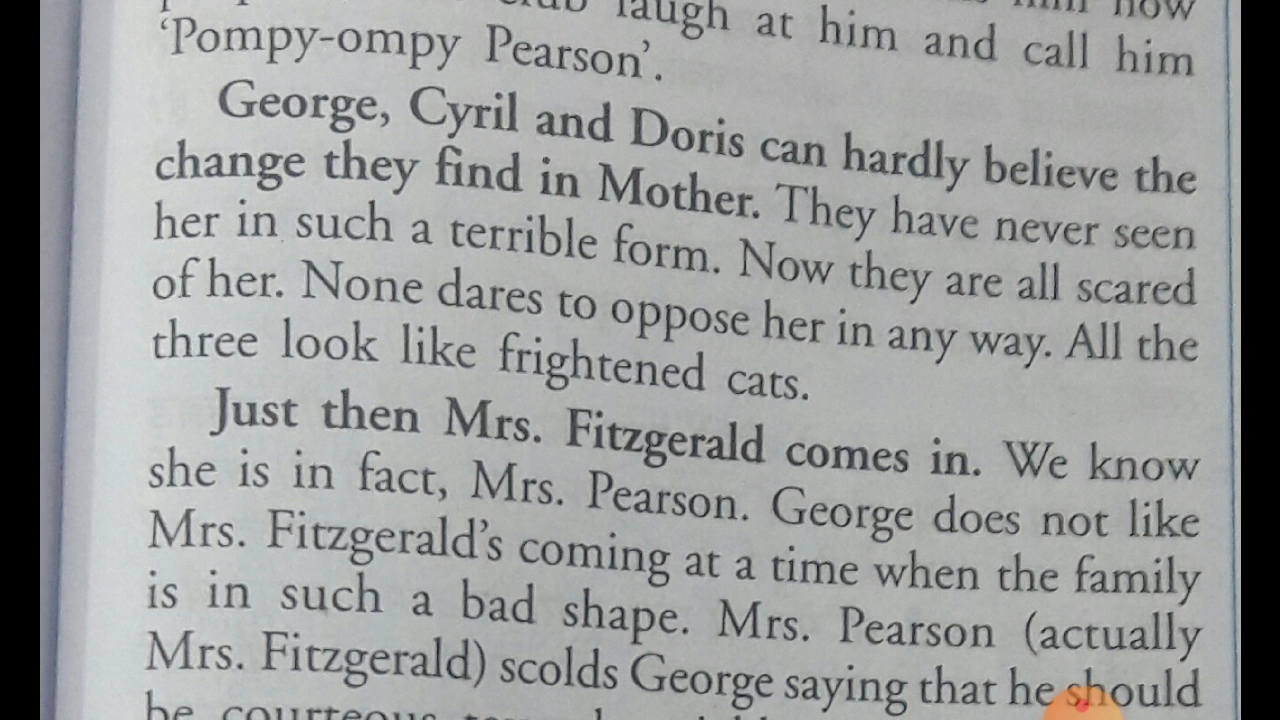 club laugh at him and call him
‘Pompy-ompy Pearson’.
George, Cyril and Doris can hardly believe the
change they find in Mother. They have never seen
her in such a terrible form. Now they are all scared
of her. None dares to oppose her in any way. All the
three look like frightened cats.
Just then Mrs. Fitzgerald comes in. We know
she is in fact, Mrs. Pearson. George does not like
Mrs. Fitzgerald’s coming at a time when the family
is in such a bad shape. Mrs. Pearson (actually
Mrs. Fitzgerald) scolds George saying that he should
be courteous